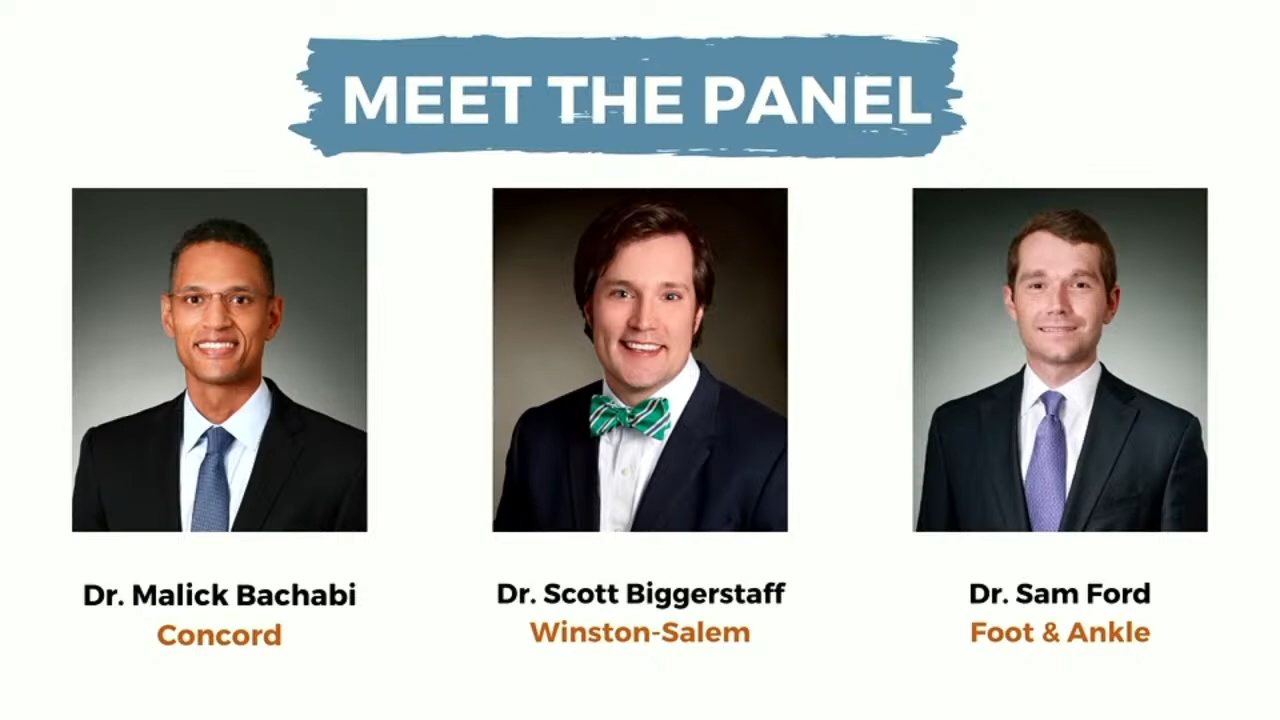 MEET THE PANEL
Dr. Malick Bachabi
Concord
Dr. Scott Biggerstaff
Winston-Salem
Dr. Sam Ford
Foot & Ankle